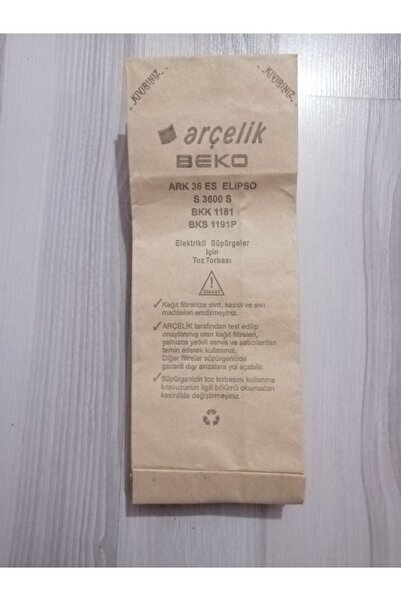 KIVIRINIZ
KIVIRINIZ
arçelik
BEKO
ARK 36 ES ELIPSO
S 3600 S
BKK 1181
BKS 1191P
Elektrikli Süpürgeler
için
Toz Torbası
DİKKAT
Kağıt filtrenize sivri, kesici ve sıvı
maddeleri emdirmeyiniz.
ARÇELİK tarafından test edilip
onaylanmış olan kağıt filtreleri,
yalnızca yetkili servis ve satıcılardan
temin ederek kullanınız,
Diğer filtreler süpürgenizde
garanti dışı arızalara yol açabilir.
Süpürgenizin toz torbasını kullanma
kılavuzunun ilgili bölümü okumadan
kesinlikle değiştirmeyiniz.